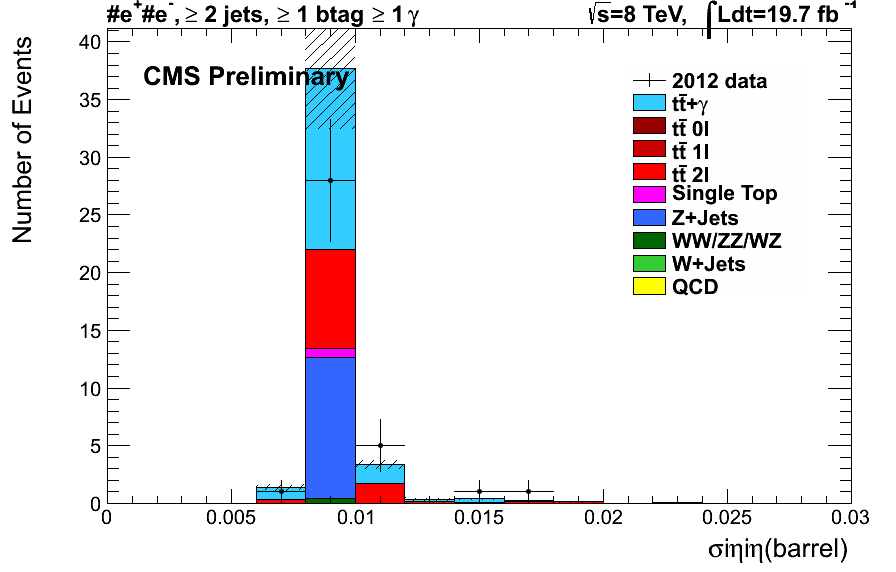 #e⁺#e⁻, ≥ 2 jets, ≥ 1 btag ≥ 1 γ
√s=8 TeV, ∫Ldt=19.7 fb⁻¹
CMS Preliminary
2012 data
tt̄+γ
tt̄ 0l
tt̄ 1l
tt̄ 2l
Single Top
Z+Jets
WW/ZZ/WZ
W+Jets
QCD
Number of Events
40
35
30
25
20
15
10
5
0
0 0.005 0.01 0.015 0.02 0.025 0.03
σiηiη(barrel)